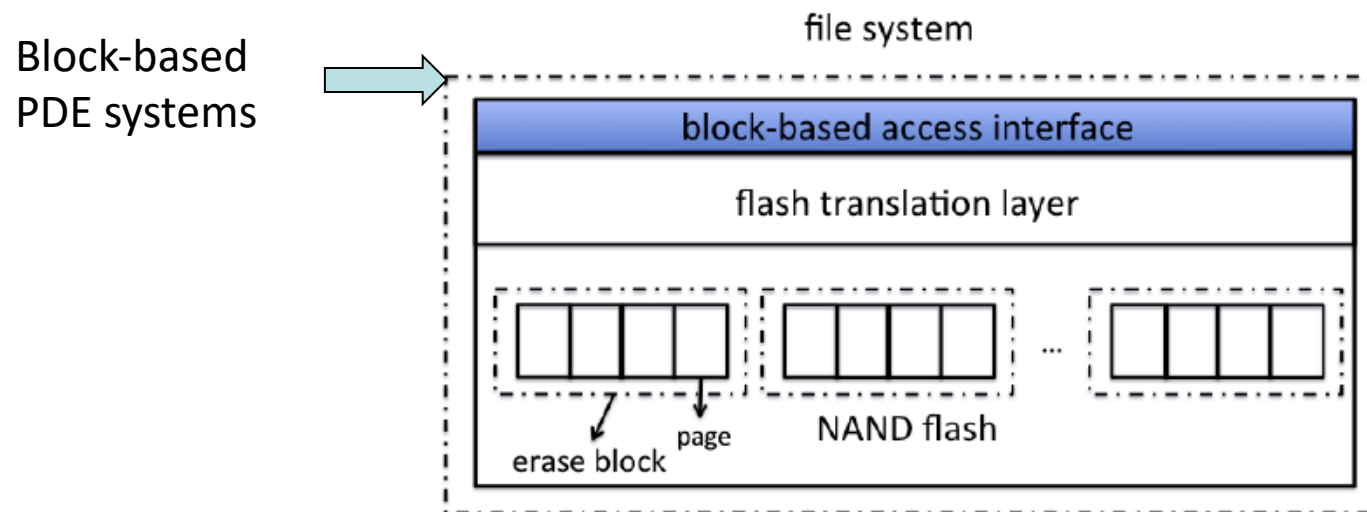 file system
Block-based
PDE systems
block-based access interface
flash translation layer
...
page
NAND flash
erase block